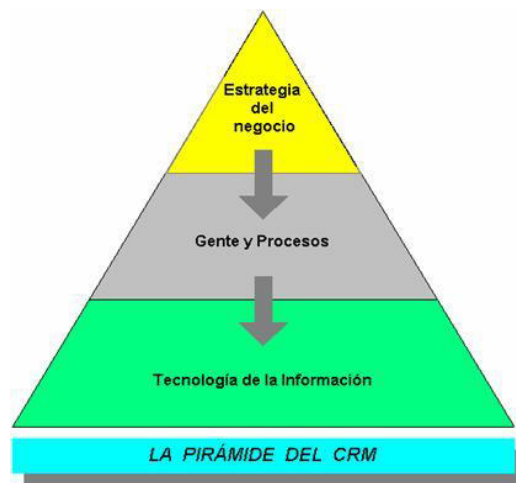 Estrategia
del
negocio
Gente y Procesos
Tecnología de la Información
LA PIRÁMIDE DEL CRM